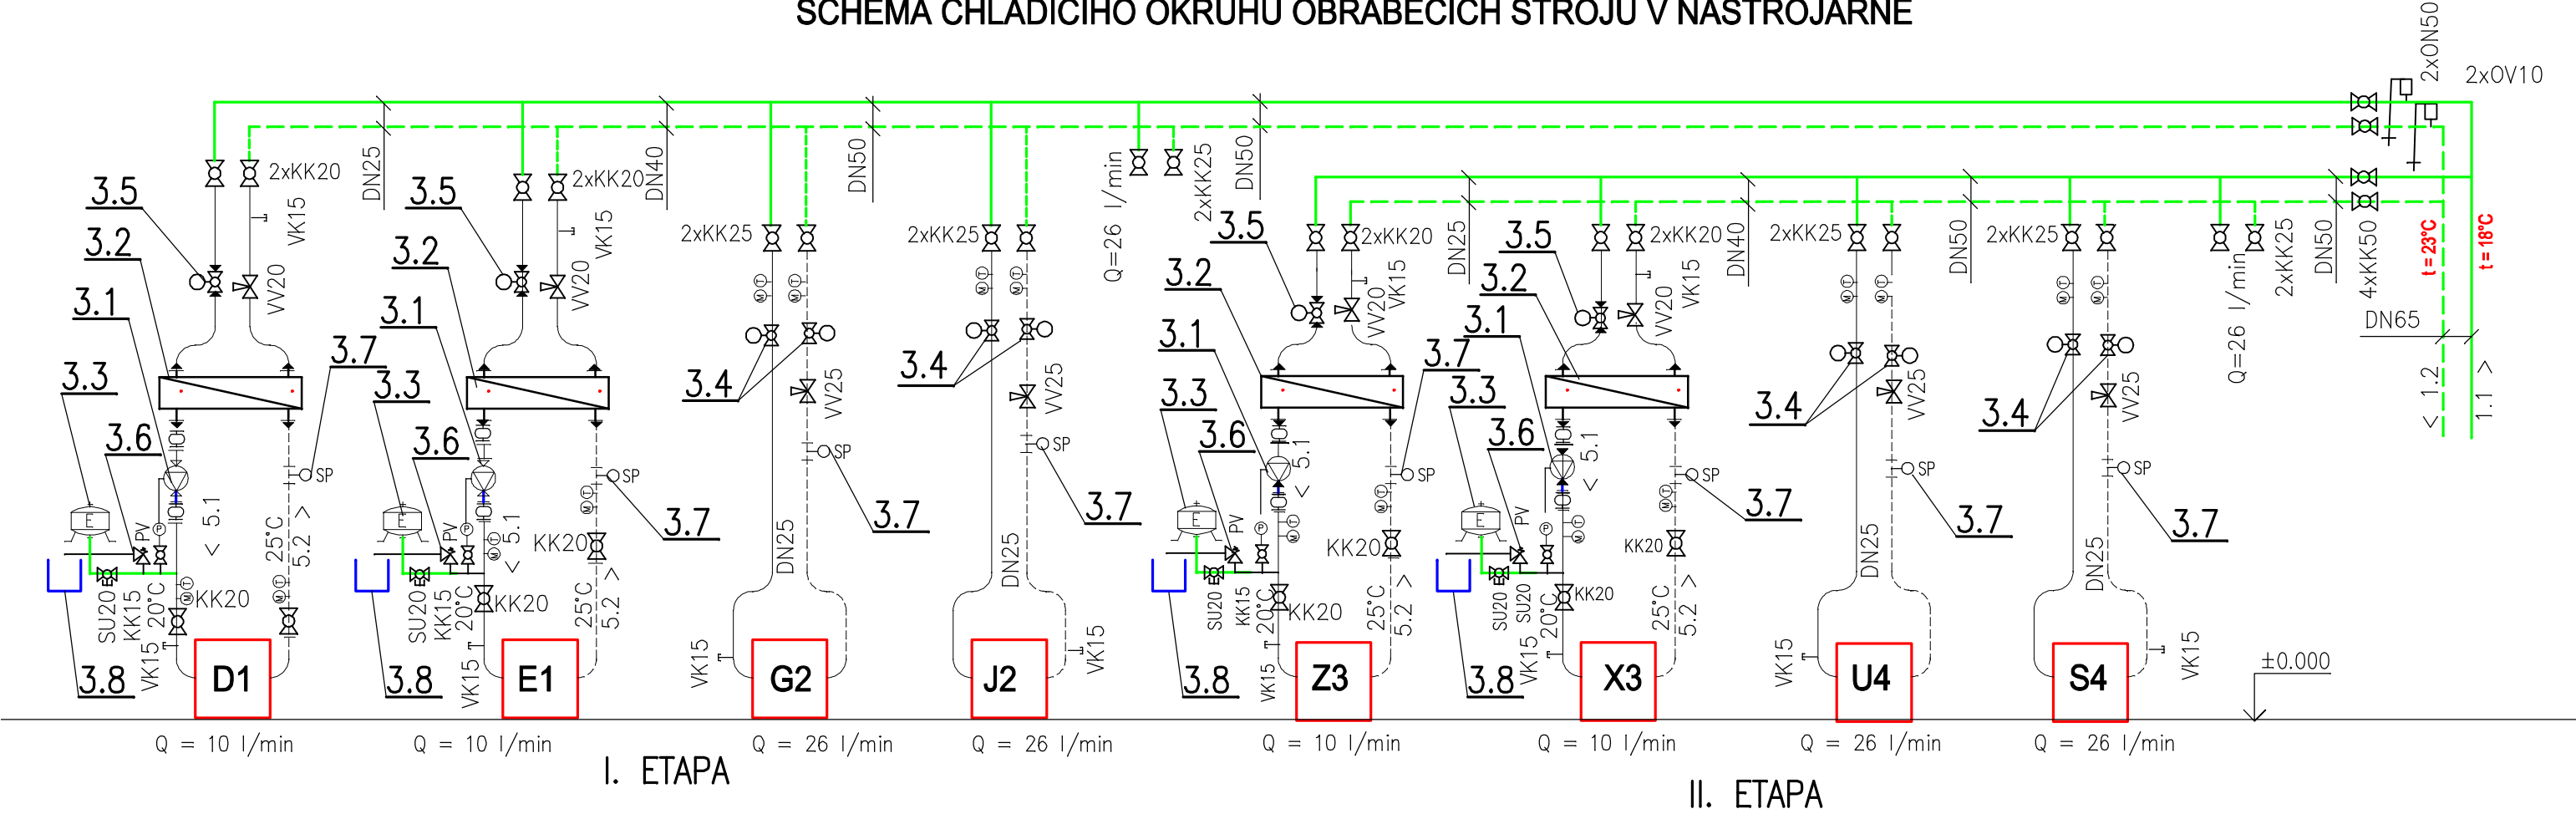 SCHEMA CHLADICIHO OKRUHU OBRABECICH STROJU V NASTROJARNE
2xON50
2xOV10
2xKK20
VK15
VV20
DN25
2xKK20
VK15
VV20
DN40
2xKK25
DN50
2xKK25
Q=26 l/min
2xKK25
DN50
2xKK20
VK15
VV20
DN25
2xKK20
VK15
VV20
DN40
2xKK25
DN50
2xKK25
Q=26 l/min
2xKK25
DN50
4xKK50
t = 23°C
t = 18°C
DN65
< 1.2
1.1 >
3.5
3.2
3.1
3.3
3.6
3.7
SP
E
PV
P
< 5.1
25°C
5.2 >
M T
M T
SU20
KK15
20°C
KK20
VK15
3.8
D1
Q = 10 l/min
3.5
3.2
3.1
3.3
3.6
SP
3.7
E
PV
P
< 5.1
M T
M T
KK20
SU20
KK15
20°C
KK20
25°C
5.2 >
VK15
3.8
E1
Q = 10 l/min
M T
M T
3.4
VV25
SP
3.7
DN25
VK15
G2
Q = 26 l/min
M T
M T
3.4
VV25
SP
3.7
DN25
VK15
J2
Q = 26 l/min
3.5
3.2
3.1
3.3
3.6
3.7
SP
E
PV
P
< 5.1
M T
M T
KK20
SU20
KK15
20°C
KK20
25°C
5.2 >
VK15
3.8
Z3
Q = 10 l/min
3.5
3.2
3.1
3.3
3.6
SP
3.7
E
PV
P
< 5.1
M T
M T
KK20
SU20
SU20
20°C
KK20
25°C
5.2 >
VK15
3.8
X3
Q = 10 l/min
M T
M T
3.4
VV25
SP
3.7
DN25
VK15
U4
Q = 26 l/min
M T
M T
3.4
VV25
SP
3.7
DN25
VK15
S4
Q = 26 l/min
±0.000
I. ETAPA
II. ETAPA